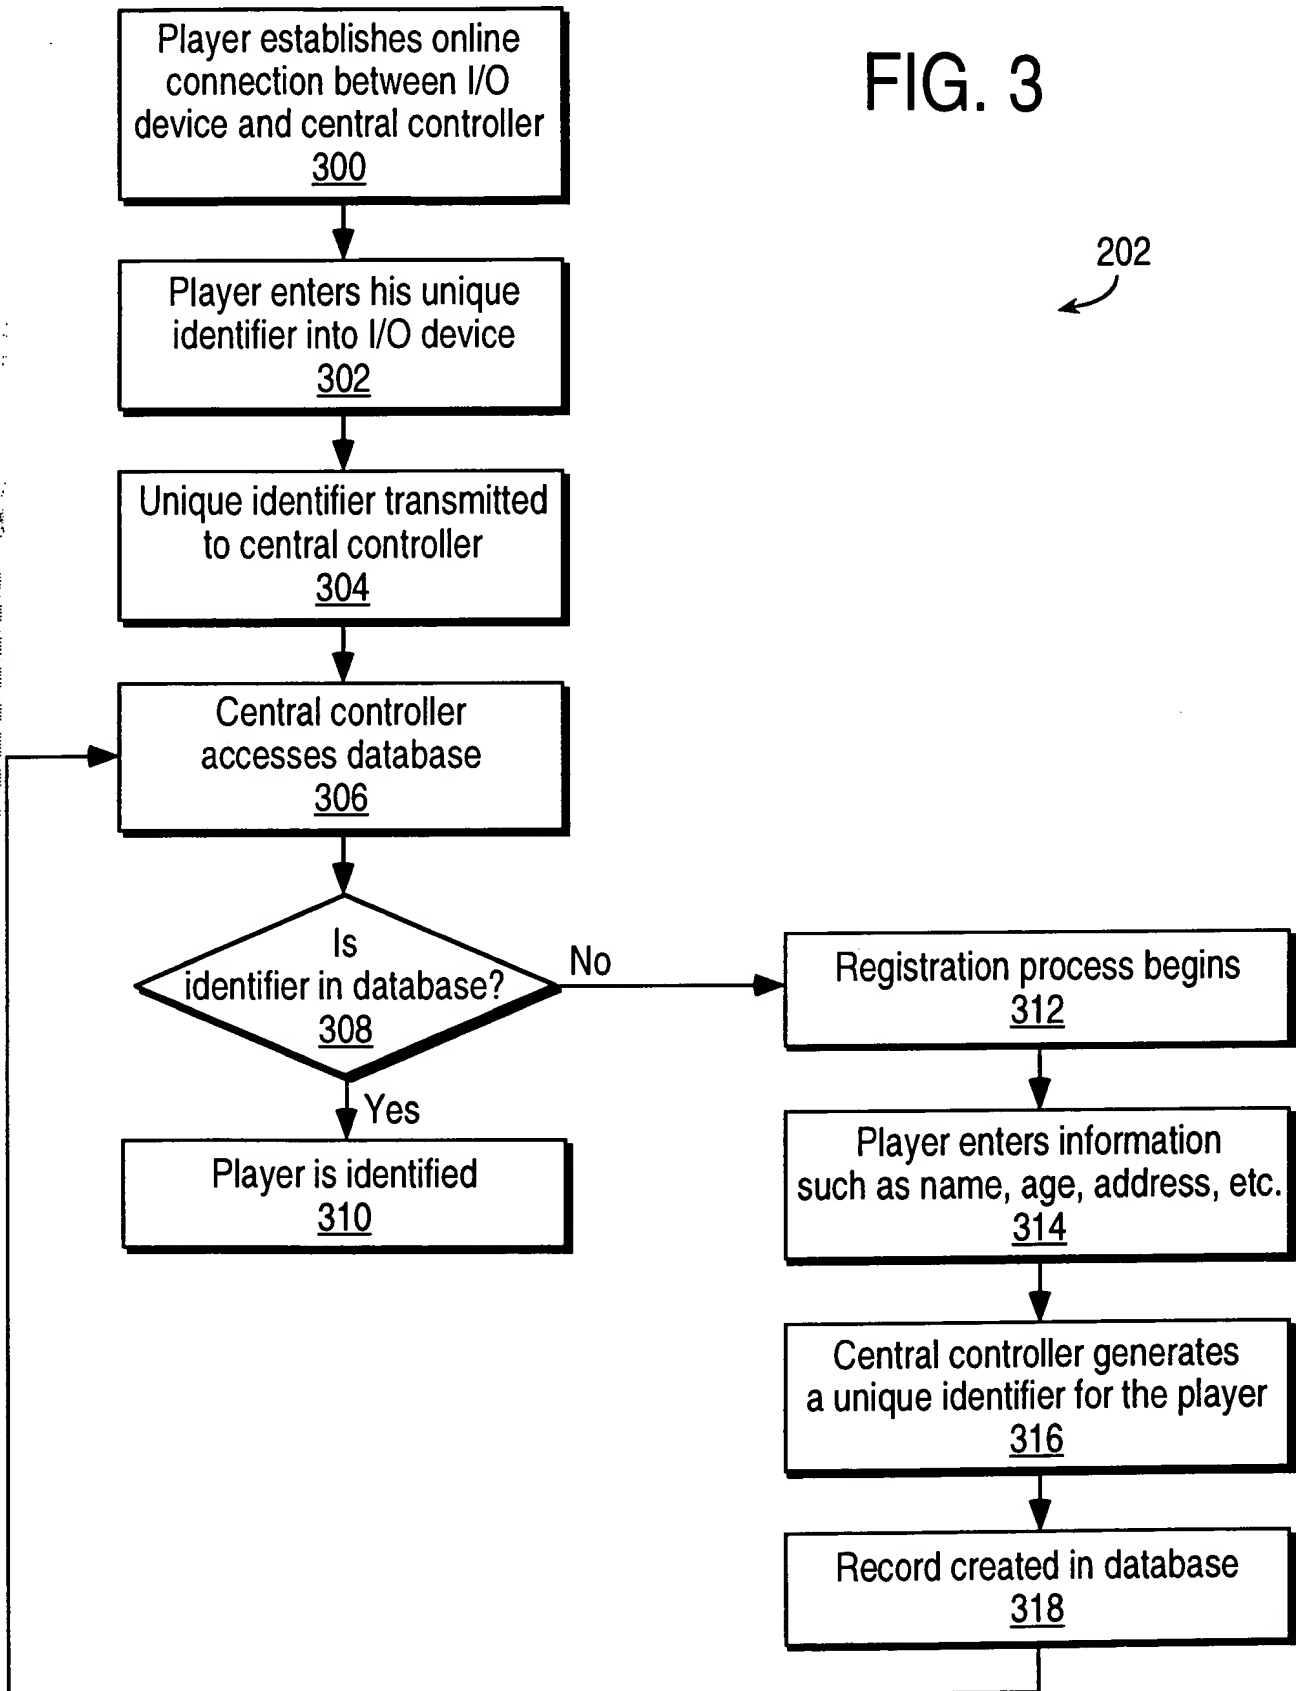 Player establishes online
connection between I/O
device and central controller
300
FIG. 3
202
Player enters his unique
identifier into I/O device
302
Unique identifier transmitted
to central controller
304
Central controller
accesses database
306
Is
identifier in database?
308
No
Yes
Player is identified
310
Registration process begins
312
Player enters information
such as name, age, address, etc.
314
Central controller generates
a unique identifier for the player
316
Record created in database
318